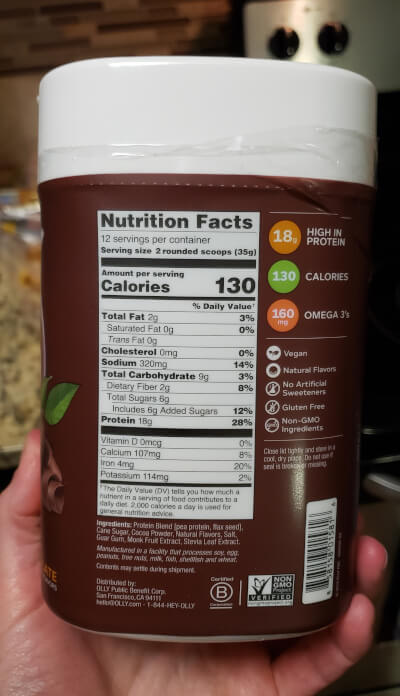 Nutrition Facts
12 servings per container
Serving size 2 rounded scoops (35g)
Amount per serving
Calories 130
% Daily Value†
Total Fat 2g 3%
Saturated Fat 0g 0%
Trans Fat 0g
Cholesterol 0mg 0%
Sodium 320mg 14%
Total Carbohydrate 9g 3%
Dietary Fiber 2g 8%
Total Sugars 6g
Includes 6g Added Sugars 12%
Protein 18g 28%
Vitamin D 0mcg 0%
Calcium 107mg 8%
Iron 4mg 20%
Potassium 114mg 2%
†The Daily Value (DV) tells you how much a
nutrient in a serving of food contributes to a
daily diet. 2,000 calories a day is used for
general nutrition advice.
Ingredients: Protein Blend [pea protein, flax seed],
Cane Sugar, Cocoa Powder, Natural Flavors, Salt,
Guar Gum, Monk Fruit Extract, Stevia Leaf Extract.
Manufactured in a facility that processes soy, egg,
peanuts, tree nuts, milk, fish, shellfish and wheat.
Contents may settle during shipment.
Distributed by:
OLLY Public Benefit Corp.
San Francisco, CA 94111
hello@OLLY.com - 1-844-HEY-OLLY
18g HIGH IN
PROTEIN
130 CALORIES
160
mg OMEGA 3's
Vegan
Natural Flavors
No Artificial
Sweeteners
Gluten Free
Non-GMO
Ingredients
Close lid tightly and store in a
cool, dry place. Do not use if
seal is broken or missing.
Certified
B
Corporation
NON
GMO
Project
VERIFIED
nongmoproject.org